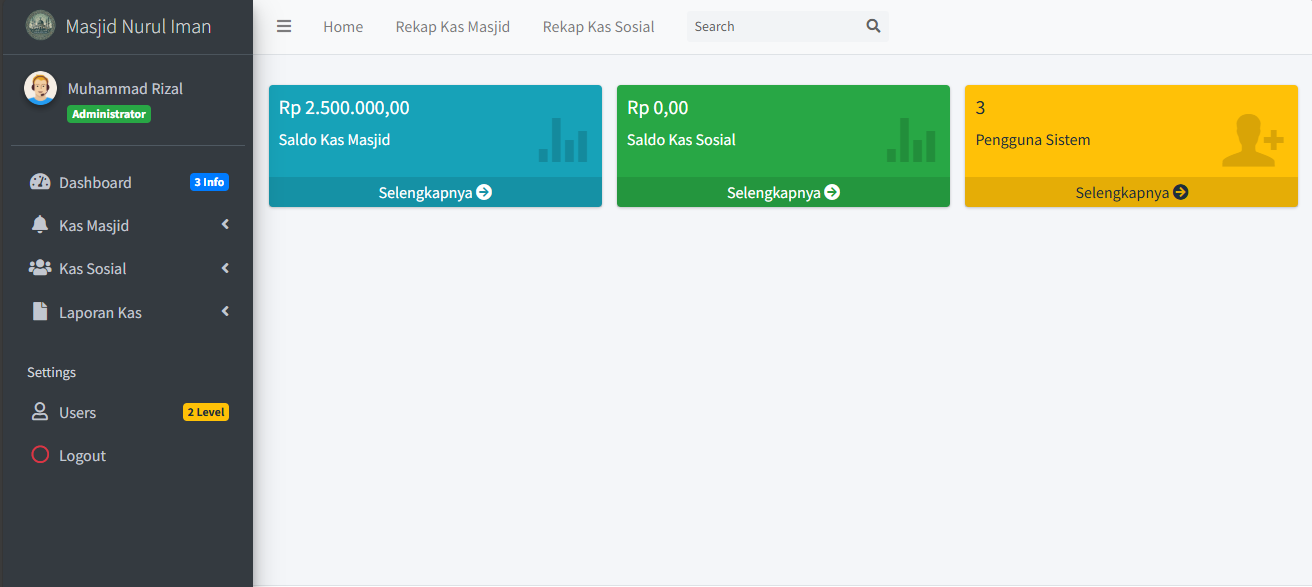 Masjid Nurul Iman
Muhammad Rizal
Administrator
Dashboard 3 Info
Kas Masjid
Kas Sosial
Laporan Kas
Settings
Users 2 Level
Logout
Home Rekap Kas Masjid Rekap Kas Sosial Search
Rp 2.500.000,00
Saldo Kas Masjid
Selengkapnya
Rp 0,00
Saldo Kas Sosial
Selengkapnya
3
Pengguna Sistem
Selengkapnya